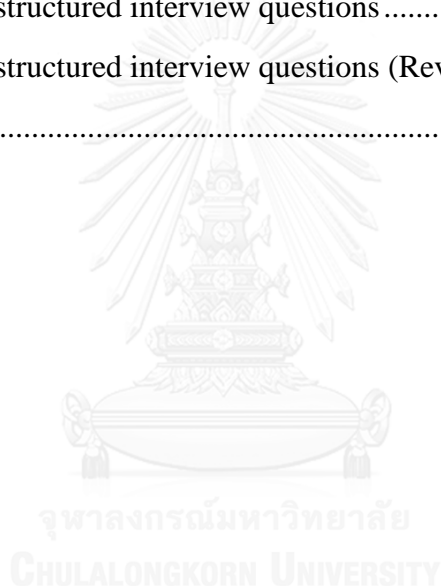 structured interview questions.......
structured interview questions (Rev
..............................................................
จุฬาลงกรณ์มหาวิทยาลัย
CHULALONGKORN UNIVERSITY